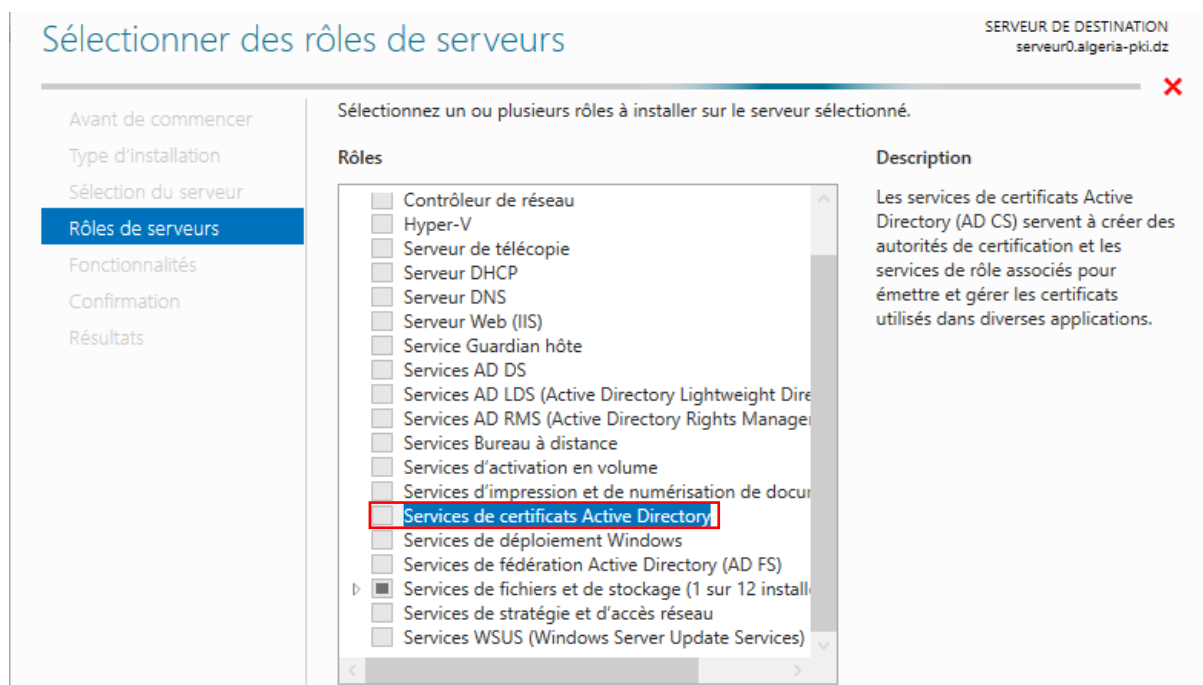 Sélectionner des rôles de serveurs
SERVEUR DE DESTINATION
serveur0.algeria-pki.dz
Avant de commencer
Type d'installation
Sélection du serveur
Rôles de serveurs
Fonctionnalités
Confirmation
Résultats
Sélectionnez un ou plusieurs rôles à installer sur le serveur sélectionné.
Rôles
Contrôleur de réseau
Hyper-V
Serveur de télécopie
Serveur DHCP
Serveur DNS
Serveur Web (IIS)
Service Guardian hôte
Services AD DS
Services AD LDS (Active Directory Lightweight Dire
Services AD RMS (Active Directory Rights Manage
Services Bureau à distance
Services d'activation en volume
Services d'impression et de numérisation de docu
Services de certificats Active Directory
Services de déploiement Windows
Services de fédération Active Directory (AD FS)
Services de fichiers et de stockage (1 sur 12 install
Services de stratégie et d'accès réseau
Services WSUS (Windows Server Update Services)
Description
Les services de certificats Active
Directory (AD CS) servent à créer des
autorités de certification et les
services de rôle associés pour
émettre et gérer les certificats
utilisés dans diverses applications.